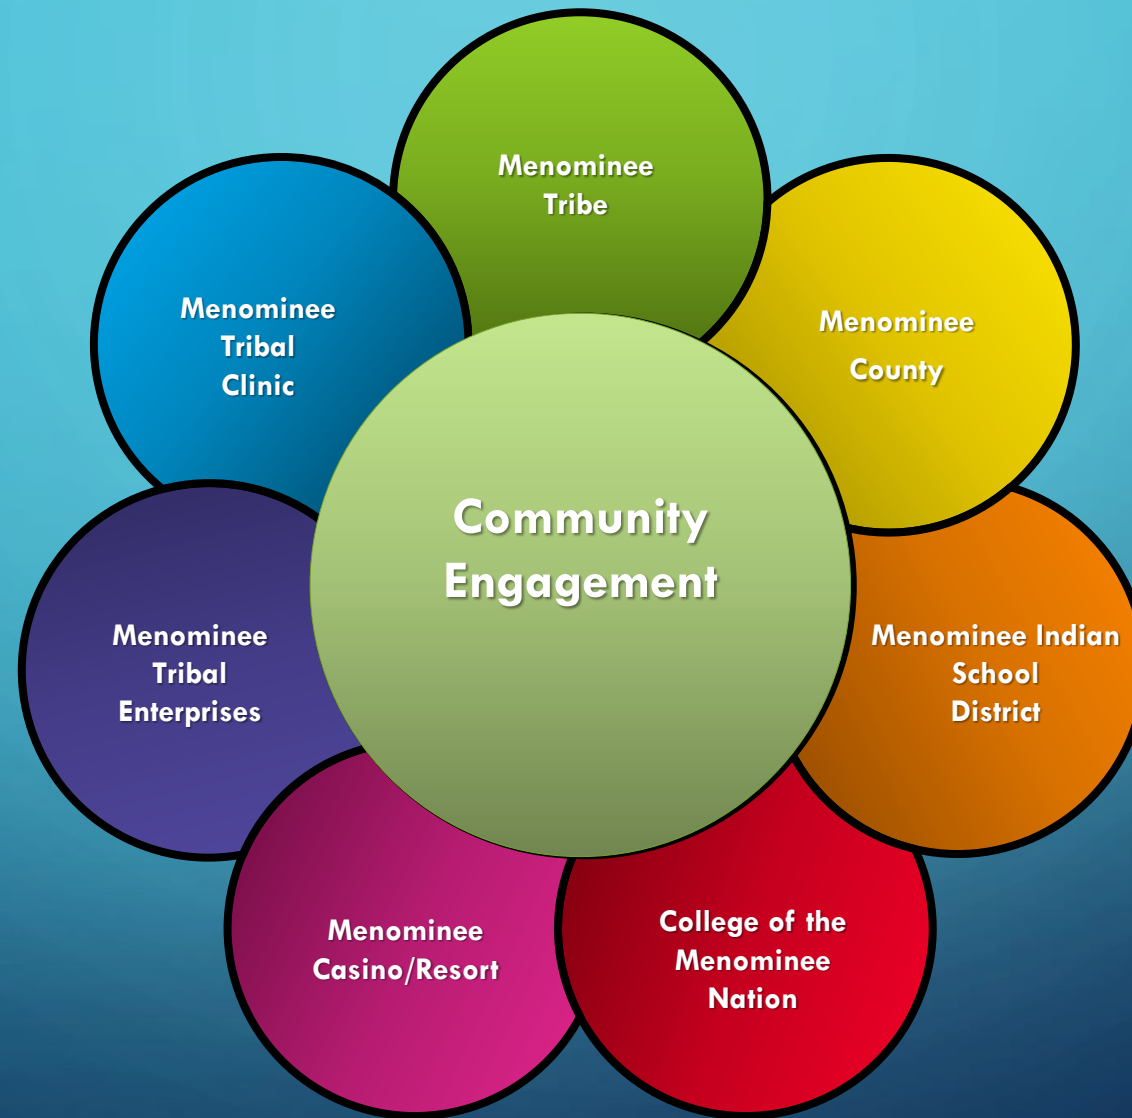 Menominee
Tribe
Menominee
Tribal
Clinic
Menominee
County
Community
Engagement
Menominee
Tribal
Enterprises
Menominee Indian
School
District
Menominee
Casino/Resort
College of the
Menominee
Nation